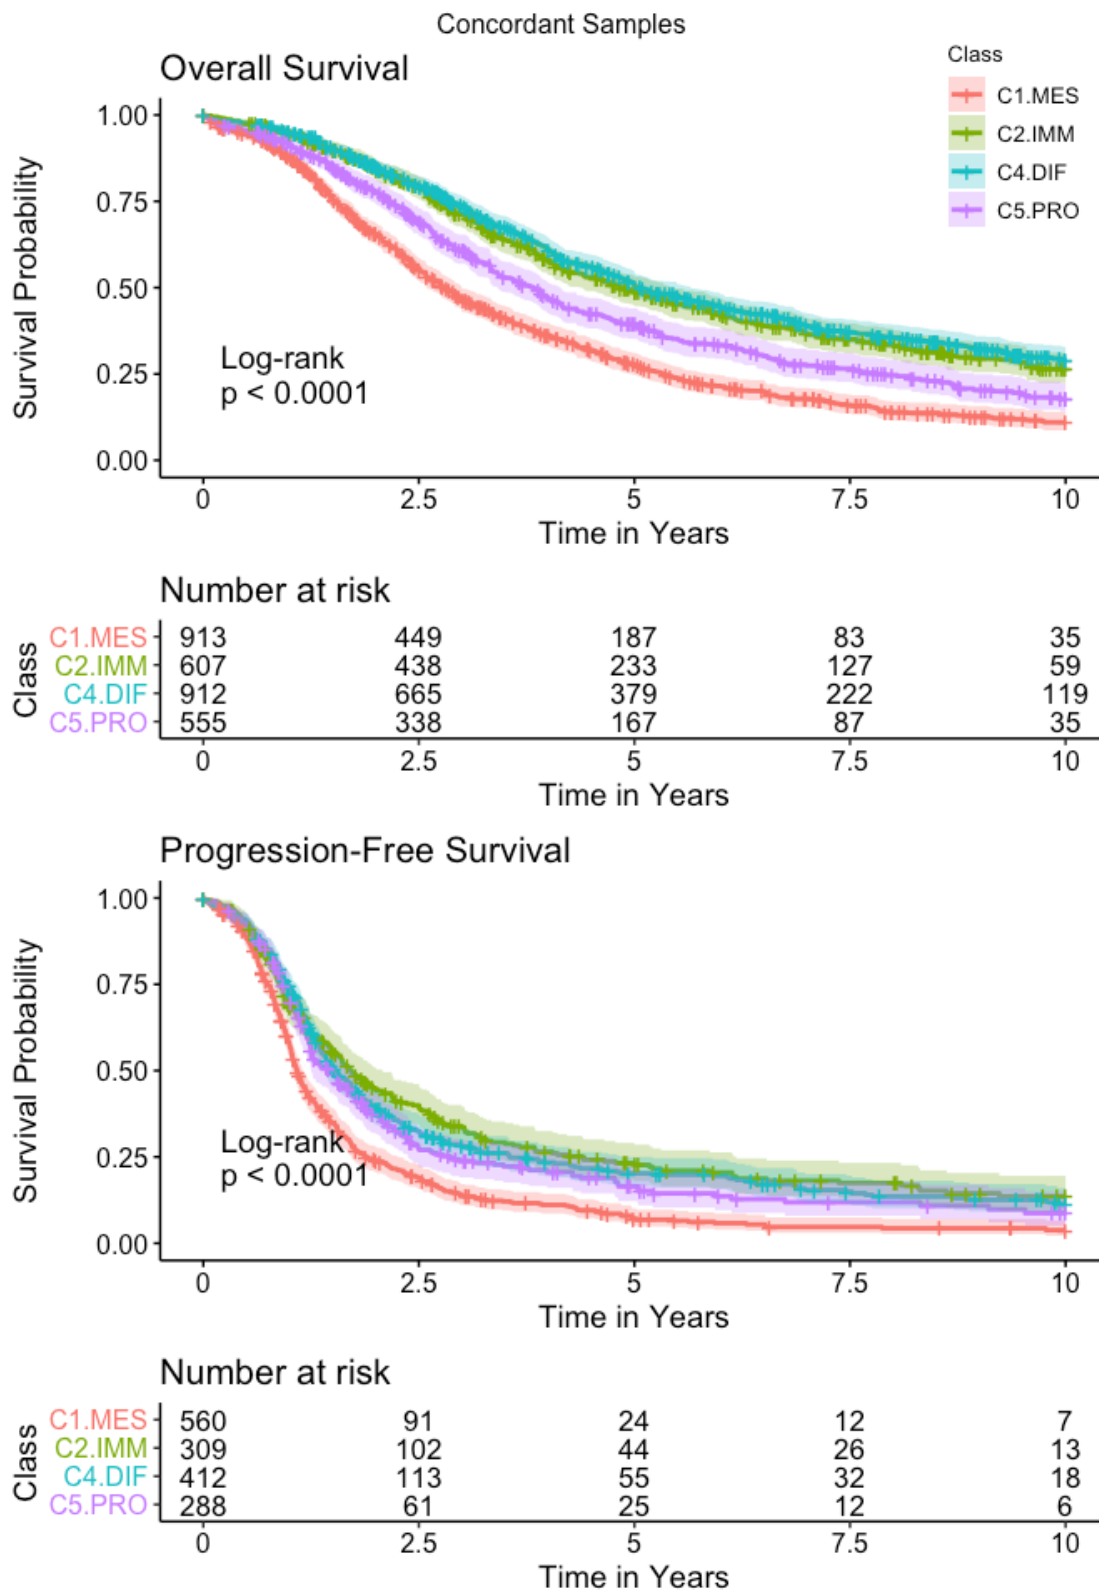 Concordant Samples
Overall Survival
Class
C1.MES
C2.IMM
C4.DIF
C5.PRO
Survival Probability
1.00
0.75
0.50
0.25
0.00
Log-rank
p < 0.0001
0 2.5 5 7.5 10
Time in Years
Number at risk
Class
C1.MES 913 449 187 83 35
C2.IMM 607 438 233 127 59
C4.DIF 912 665 379 222 119
C5.PRO 555 338 167 87 35
0 2.5 5 7.5 10
Time in Years
Progression-Free Survival
Survival Probability
1.00
0.75
0.50
0.25
0.00
Log-rank
p < 0.0001
0 2.5 5 7.5 10
Time in Years
Number at risk
Class
C1.MES 560 91 24 12 7
C2.IMM 309 102 44 26 13
C4.DIF 412 113 55 32 18
C5.PRO 288 61 25 12 6
0 2.5 5 7.5 10
Time in Years